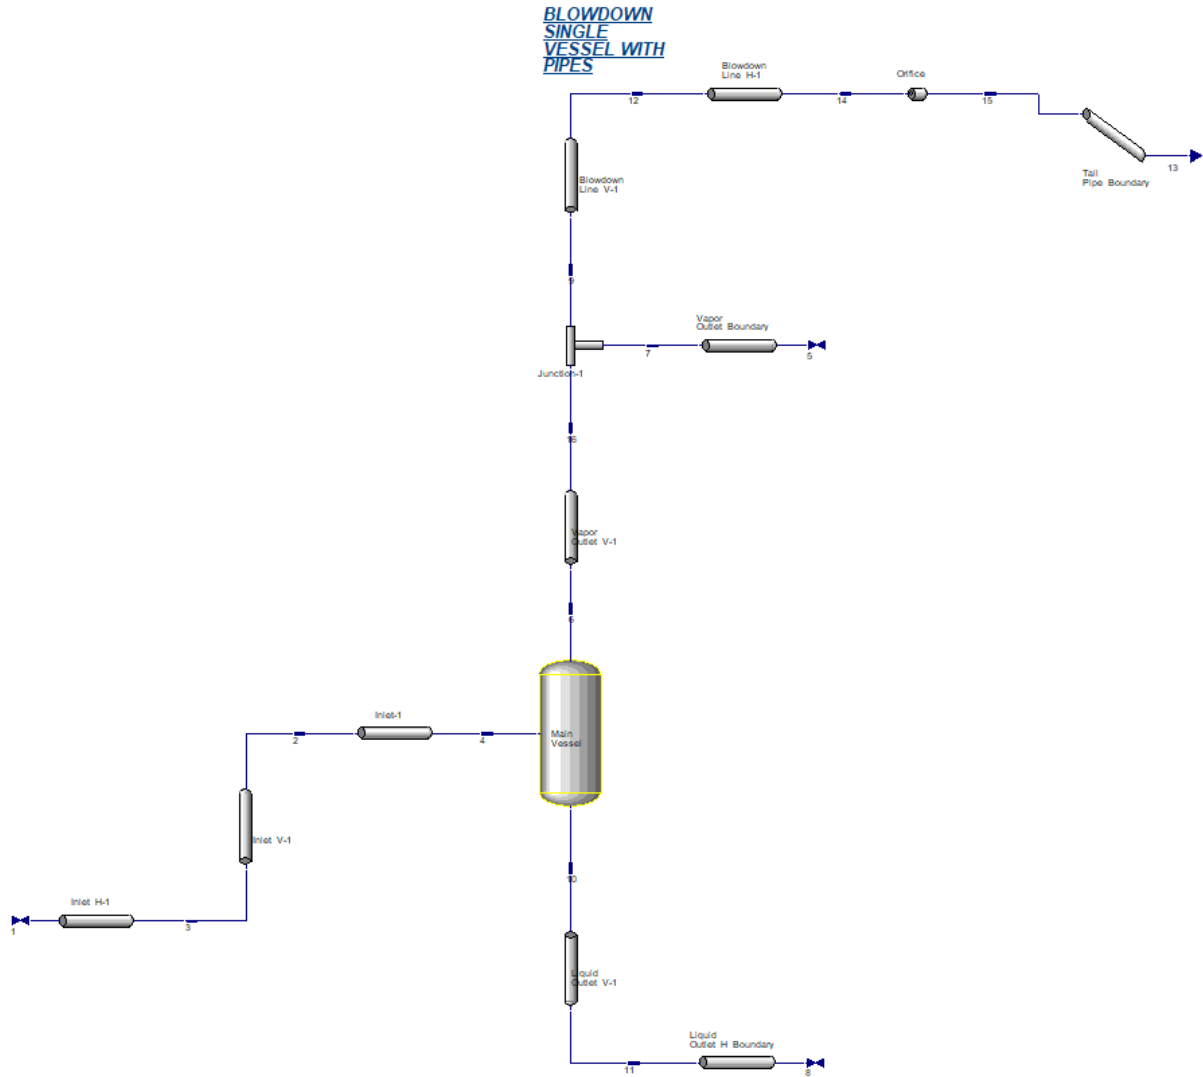 BLOWDOWN
SINGLE
VESSEL WITH
PIPES
Blowdown
Line H-1
Orifice
12
14
15
Tail
Pipe Boundary
13
Blowdown
Line V-1
9
Vapor
Outlet Boundary
7
5
Junction-1
16
Vapor
Outlet V-1
6
Inlet-1
2
4
Main
Vessel
Inlet V-1
10
Inlet H-1
1
3
Liquid
Outlet V-1
Liquid
Outlet H Boundary
11
8